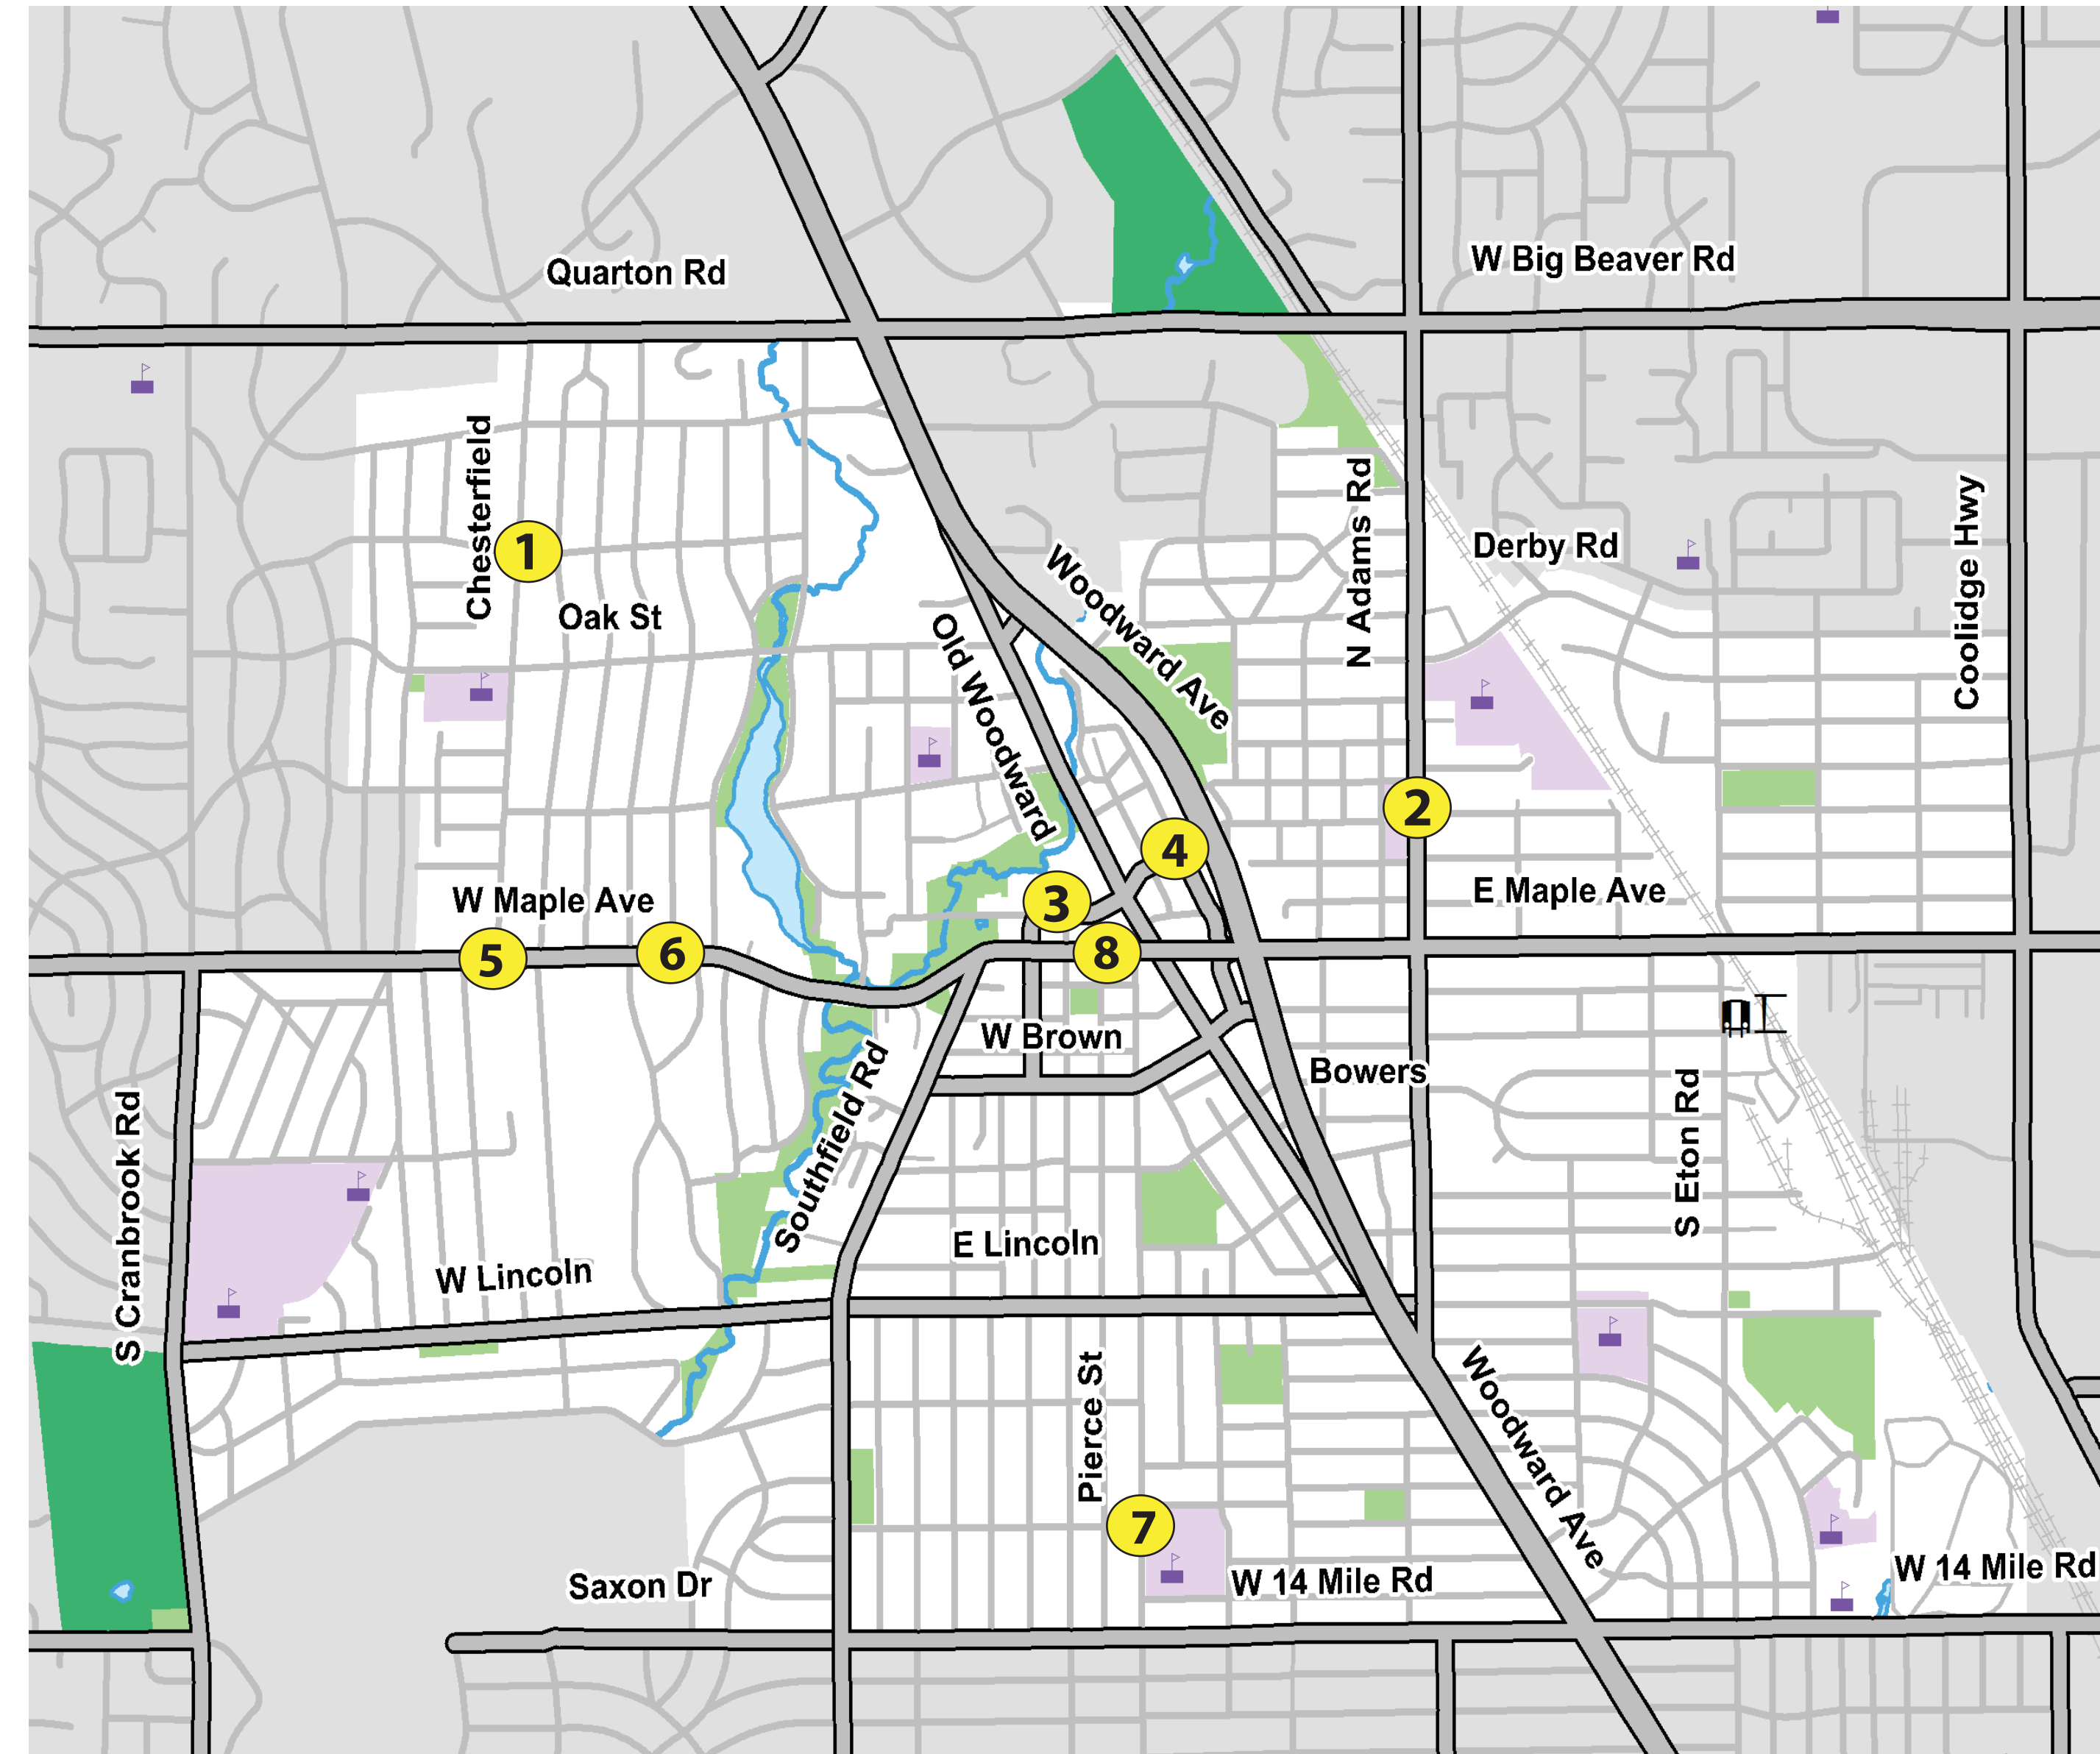 Quarton Rd
W Big Beaver Rd
Chesterfield
N Adams Rd
Coolidge Hwy
1
Derby Rd
Woodward Ave
Oak St
Old Woodward
2
4
3
W Maple Ave
E Maple Ave
5
6
8
W Brown
Bowers
Southfield Rd
S Cranbrook Rd
S Eton Rd
E Lincoln
W Lincoln
Pierce St
Woodward Ave
7
Saxon Dr
W 14 Mile Rd
W 14 Mile Rd